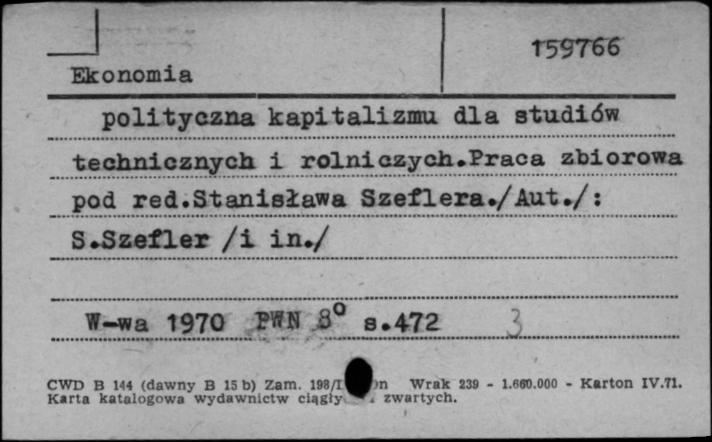 159766
Ekonomia
polityczna kapitalizmu dla studiów
technicznych i rolniczych.Praca zbiorowa
pod red.Stanisława Szeflera./Aut./:
S.Szefler /i in./
W-wa 1970 PWN 8° s.472 3
CWD B 144 (dawny B 15 b) Zam. 198/ n Wrak 239 - 1.660.000 - Karton IV.71.
Karta katalogowa wydawnictw ciągły zwartych.